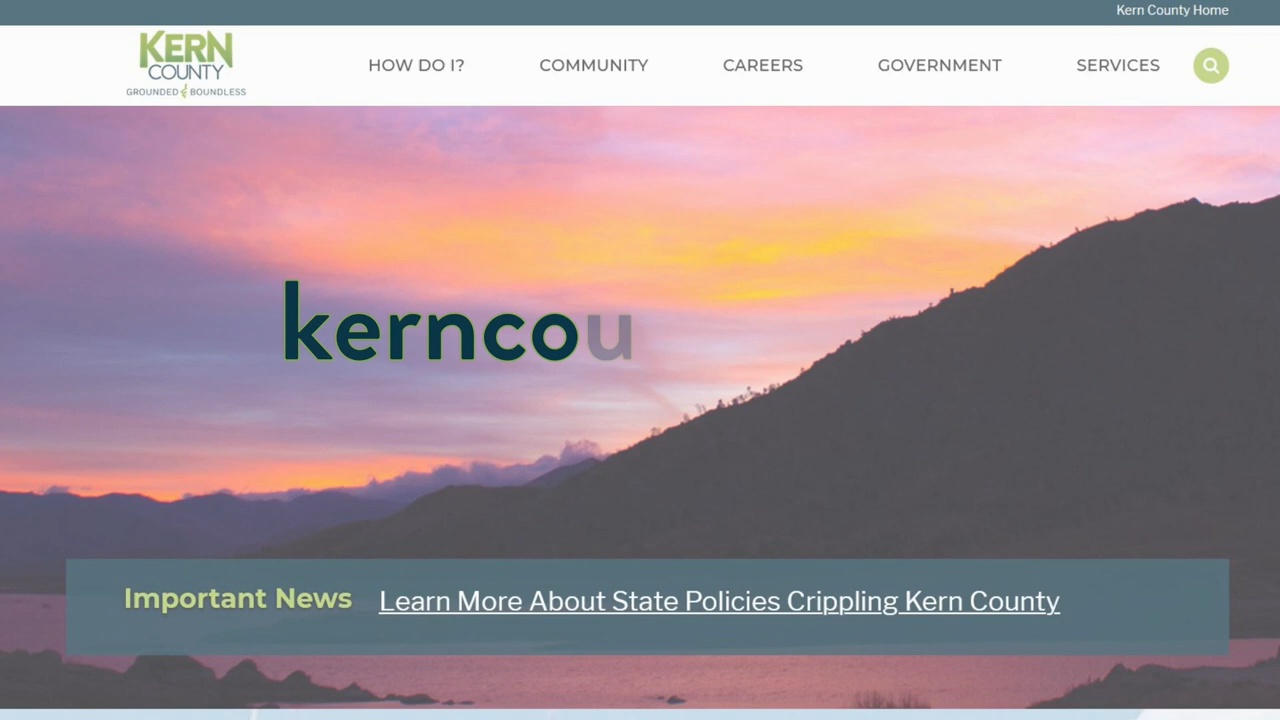 Kern County Home
KERN
COUNTY
GROUNDED BOUNDLESS
HOW DO I?
COMMUNITY
CAREERS
GOVERNMENT
SERVICES
kerncou
Important News
Learn More About State Policies Crippling Kern County